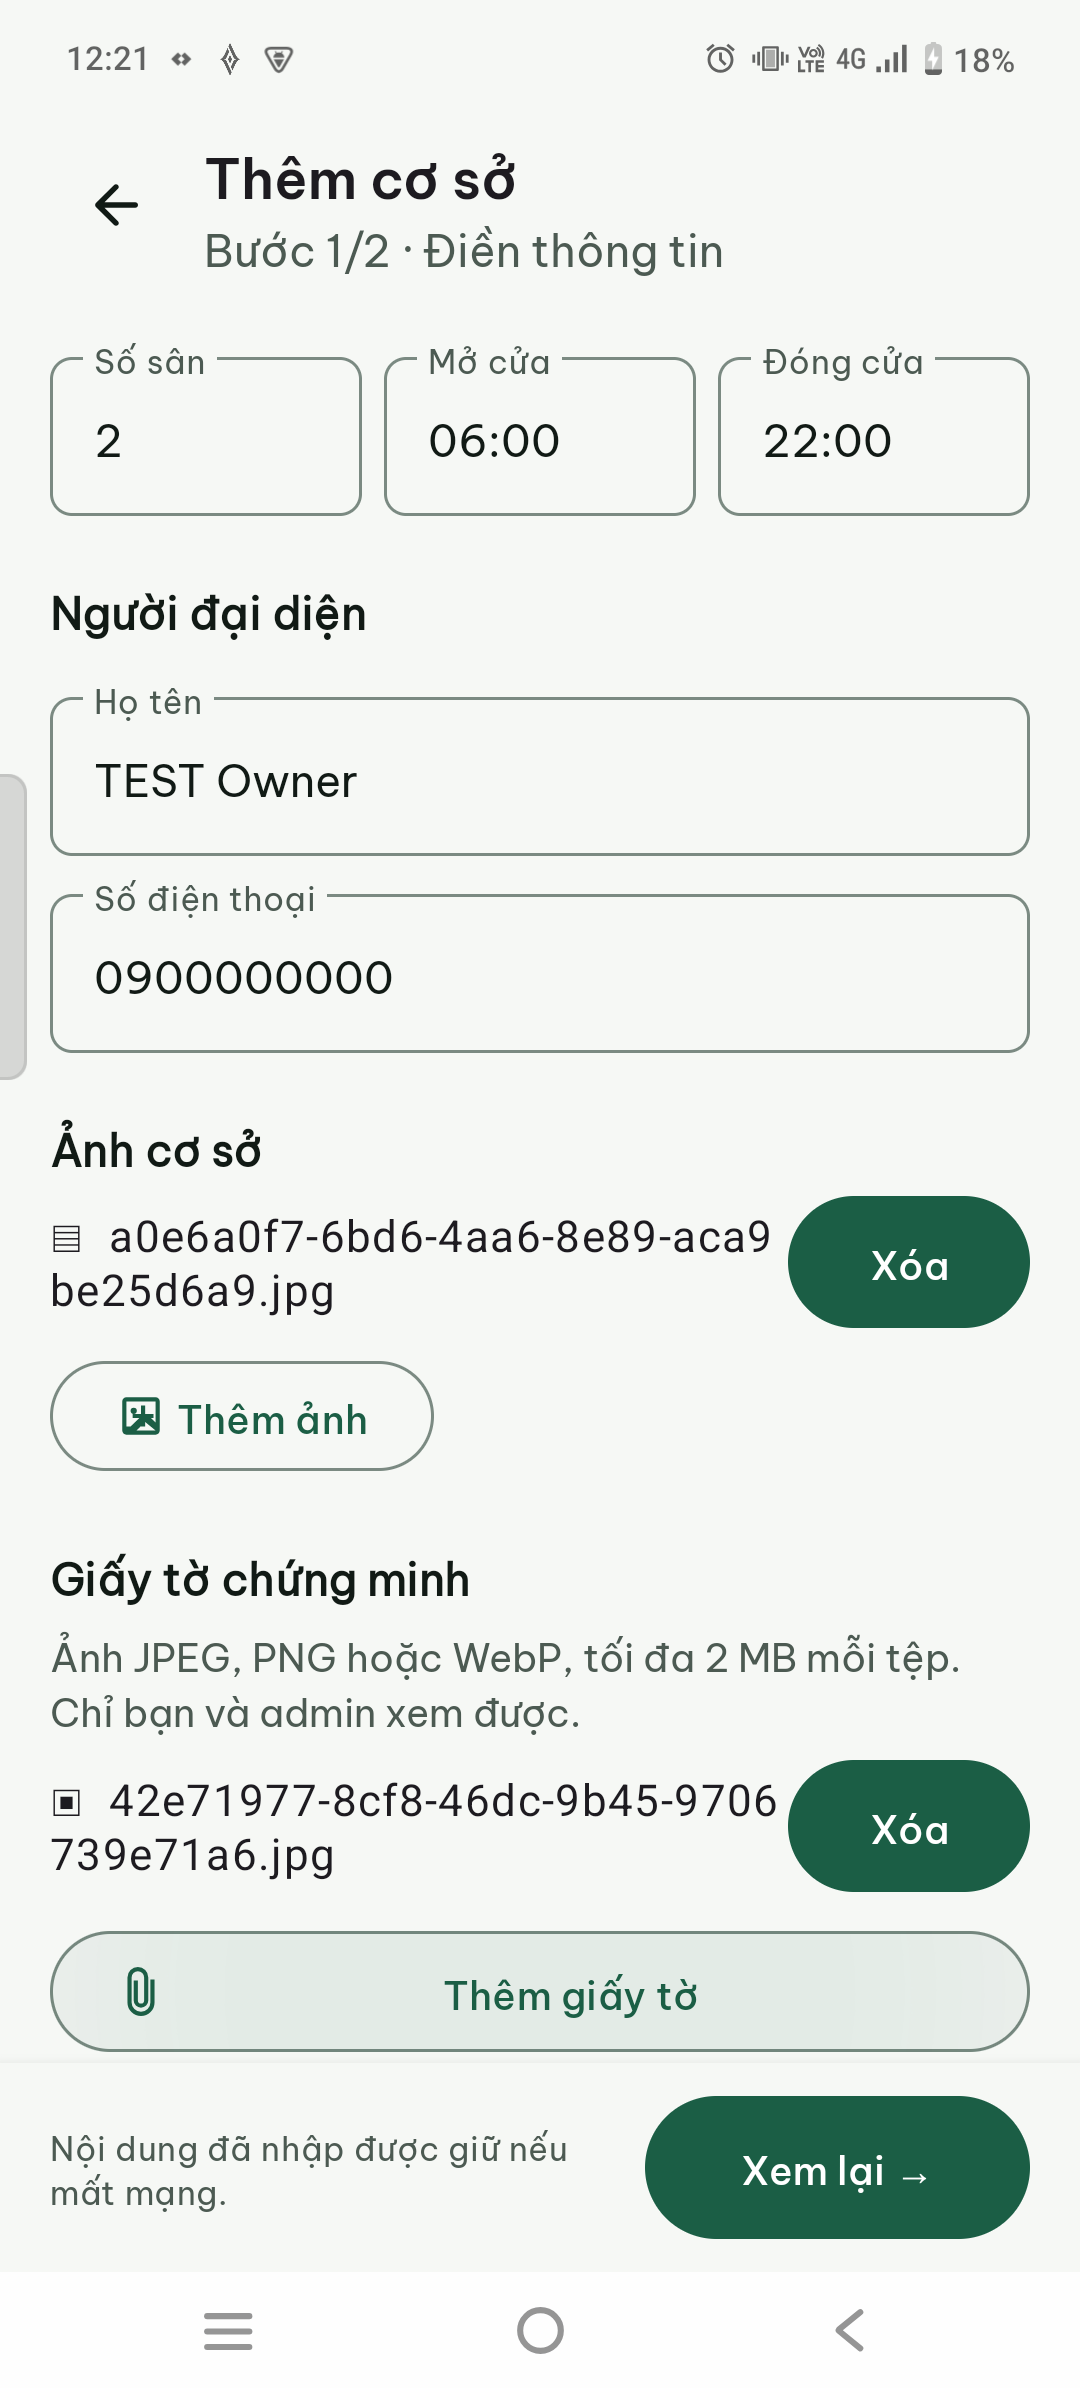 12:21
VoLTE 4G 18%
Thêm cơ sở
Bước 1/2 · Điền thông tin
Số sân Mở cửa Đóng cửa
2 06:00 22:00
Người đại diện
Họ tên
TEST Owner
Số điện thoại
0900000000
Ảnh cơ sở
▤ a0e6a0f7-6bd6-4aa6-8e89-aca9
be25d6a9.jpg
Xóa
Thêm ảnh
Giấy tờ chứng minh
Ảnh JPEG, PNG hoặc WebP, tối đa 2 MB mỗi tệp.
Chỉ bạn và admin xem được.
▣ 42e71977-8cf8-46dc-9b45-9706
739e71a6.jpg
Xóa
Thêm giấy tờ
Nội dung đã nhập được giữ nếu
mất mạng.
Xem lại →